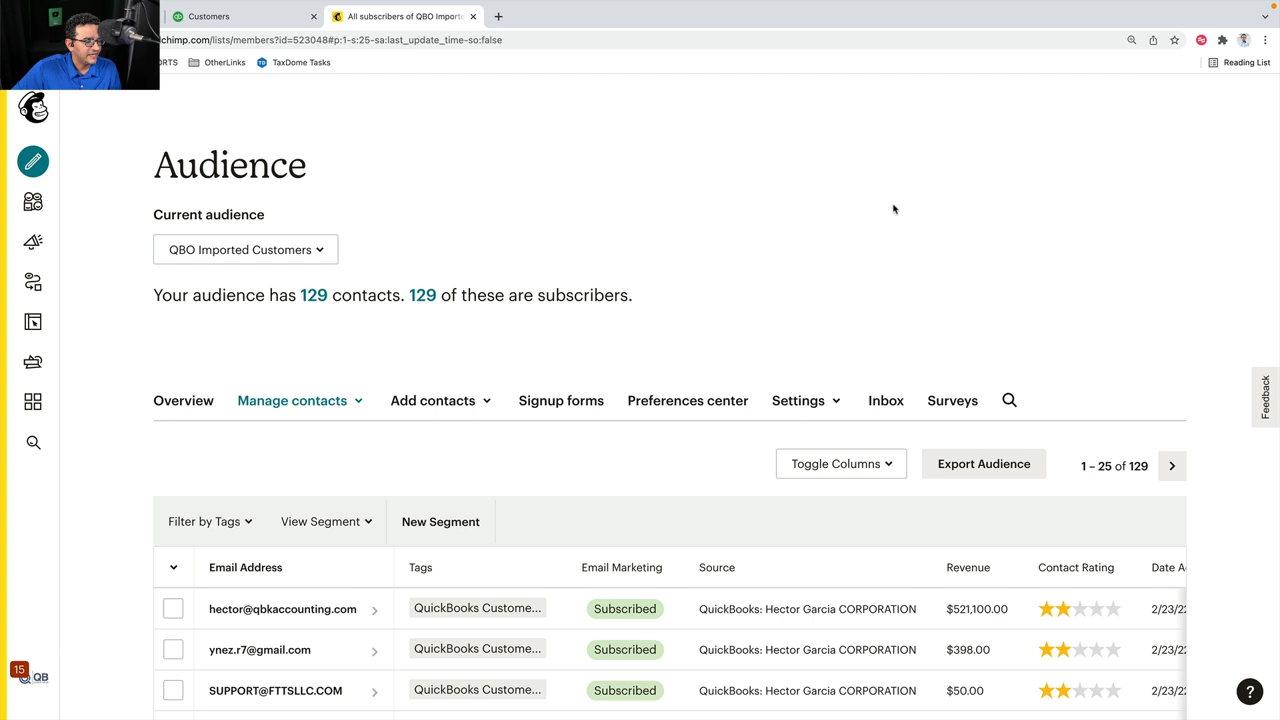 Customers
All subscribers of QBO Importe
lchimp.com/lists/members?id=523048#p:1-s:25-sa:last_update_time-so:false
ORTS
OtherLinks
TaxDome Tasks
Reading List
Audience
Current audience
QBO Imported Customers
Your audience has 129 contacts. 129 of these are subscribers.
Feedback
Overview
Manage contacts
Add contacts
Signup forms
Preferences center
Settings
Inbox
Surveys
Toggle Columns
Export Audience
1 – 25 of 129
Filter by Tags
View Segment
New Segment
Email Address
Tags
Email Marketing
Source
Revenue
Contact Rating
Date A
hector@qbkaccounting.com
QuickBooks Custome...
Subscribed
QuickBooks: Hector Garcia CORPORATION
$521,100.00
2/23/22
ynez.r7@gmail.com
QuickBooks Custome...
Subscribed
QuickBooks: Hector Garcia CORPORATION
$398.00
2/23/22
SUPPORT@FTTSLLC.COM
QuickBooks Custome...
Subscribed
QuickBooks: Hector Garcia CORPORATION
$50.00
2/23/22
15
QB
?